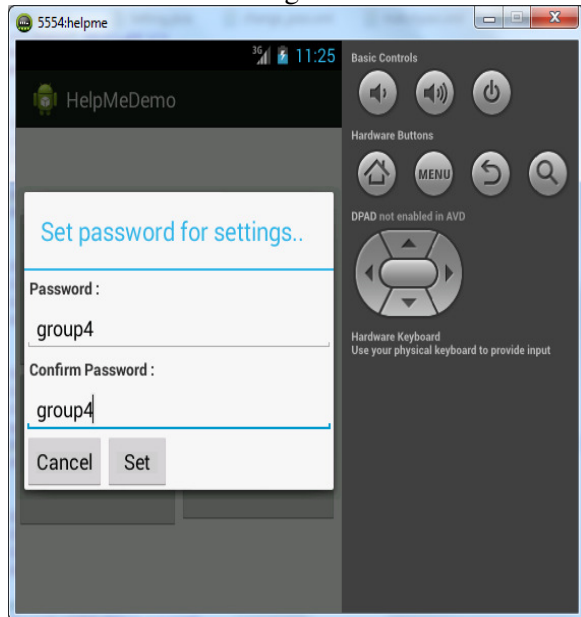 5554:helpme
3G 11:25
HelpMeDemo
Set password for settings..
Password :
group4
Confirm Password :
group4
Cancel Set
Basic Controls
Hardware Buttons
MENU
DPAD not enabled in AVD
Hardware Keyboard
Use your physical keyboard to provide input